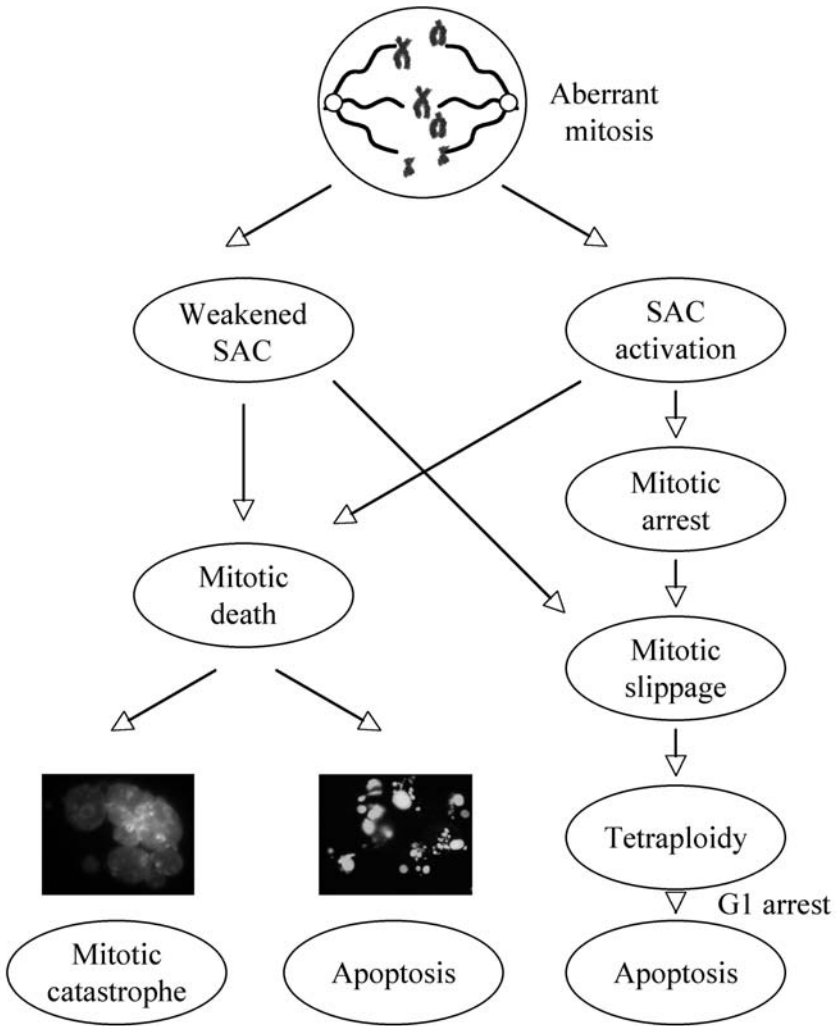 Aberrant
mitosis
Weakened
SAC
SAC
activation
Mitotic
arrest
Mitotic
death
Mitotic
slippage
Tetraploidy
G1 arrest
Mitotic
catastrophe
Apoptosis
Apoptosis